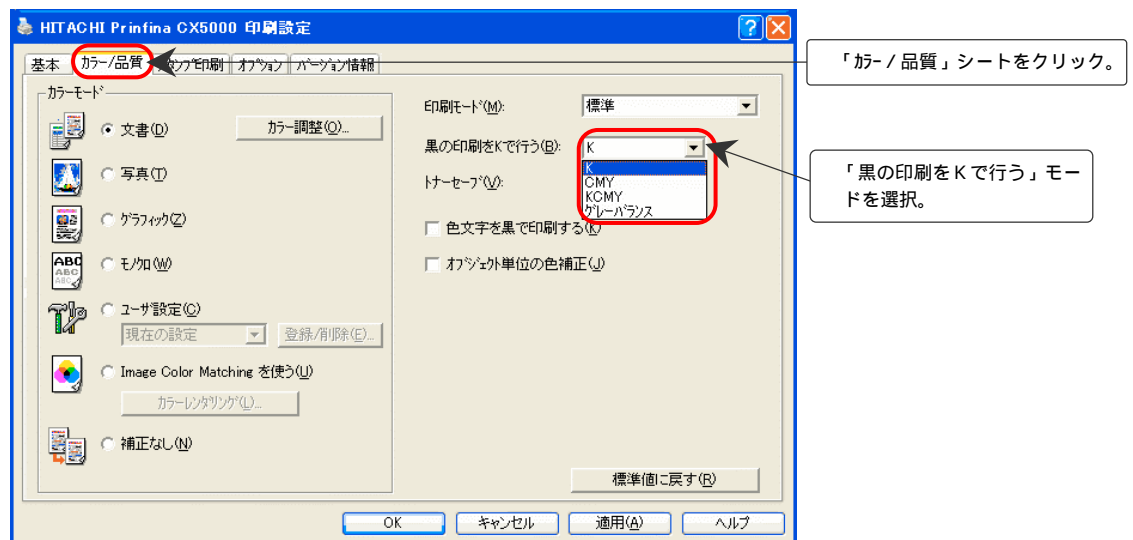 HITACHI Prinfina CX5000 印刷設定
基本 ｶﾗｰ/品質 ｽﾀﾝﾌﾟ印刷 ｵﾌﾟｼｮﾝ ﾊﾞｰｼﾞｮﾝ情報
「ｶﾗｰ/品質」シートをクリック。
ｶﾗｰﾓｰﾄﾞ
文書(D)
カラー調整(O)...
写真(T)
ｸﾞﾗﾌｨｯｸ(Z)
ABC
ABC
ABC
ﾓﾉｸﾛ(W)
ユーザ設定(C)
現在の設定
登録/削除(E)...
Image Color Matching を使う(U)
ｶﾗｰﾚﾝﾀﾞﾘﾝｸﾞ(L)...
補正なし(N)
印刷ﾓｰﾄﾞ(M):
標準
黒の印刷をKで行う(B):
K
K
CMY
KCMY
ｸﾞﾚｰﾊﾞﾗﾝｽ
ﾄﾅｰｾｰﾌﾞ(V):
色文字を黒で印刷する(K)
ｵﾌﾞｼﾞｪｸﾄ単位の色補正(J)
「黒の印刷をＫで行う」モー
ドを選択。
標準値に戻す(R)
OK
キャンセル
適用(A)
ヘルプ